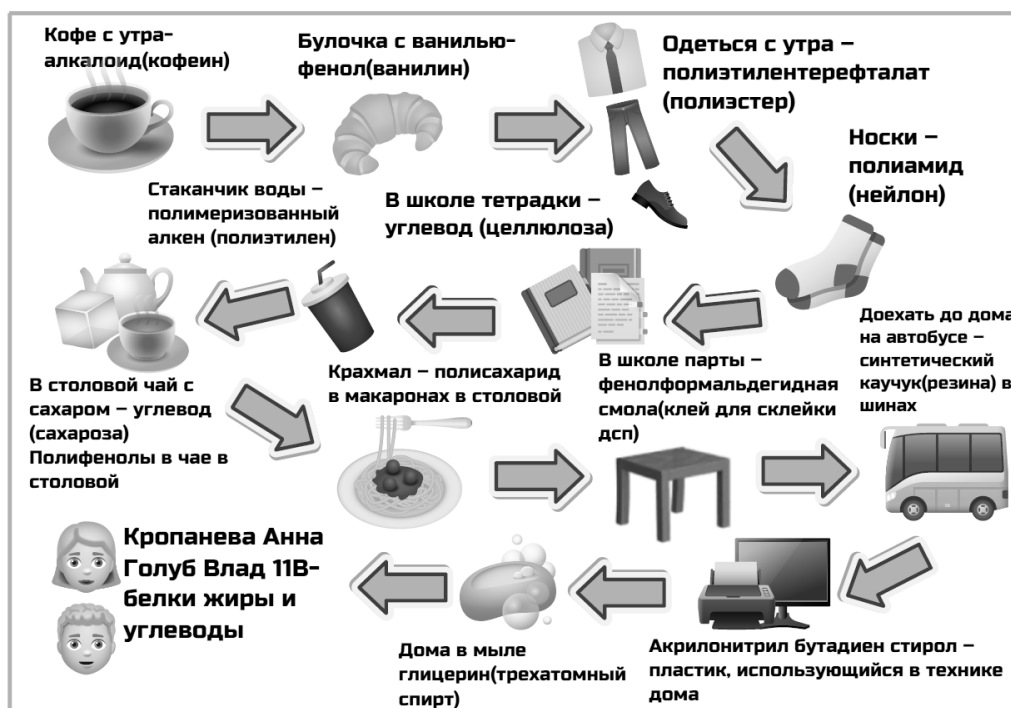 Кофе с утра-
алкалоид(кофеин)
Булочка с ванилью-
фенол(ванилин)
Одеться с утра –
полиэтилентерефталат
(полиэстер)
Носки –
полиамид
(нейлон)
В школе тетрадки –
углевод (целлюлоза)
Стаканчик воды –
полимеризованный
алкен (полиэтилен)
В столовой чай с
сахаром – углевод
(сахароза)
Полифенолы в чае в
столовой
Крахмал – полисахарид
в макаронах в столовой
В школе парты –
фенолформальдегидная
смола(клей для склейки
дсп)
Доехать до дома
на автобусе –
синтетический
каучук(резина) в
шинах
Акрилонитрил бутадиен стирол –
пластик, использующийся в технике
дома
Дома в мыле
глицерин(трехатомный
спирт)
Кропанева Анна
Голуб Влад 11В-
белки жиры и
углеводы